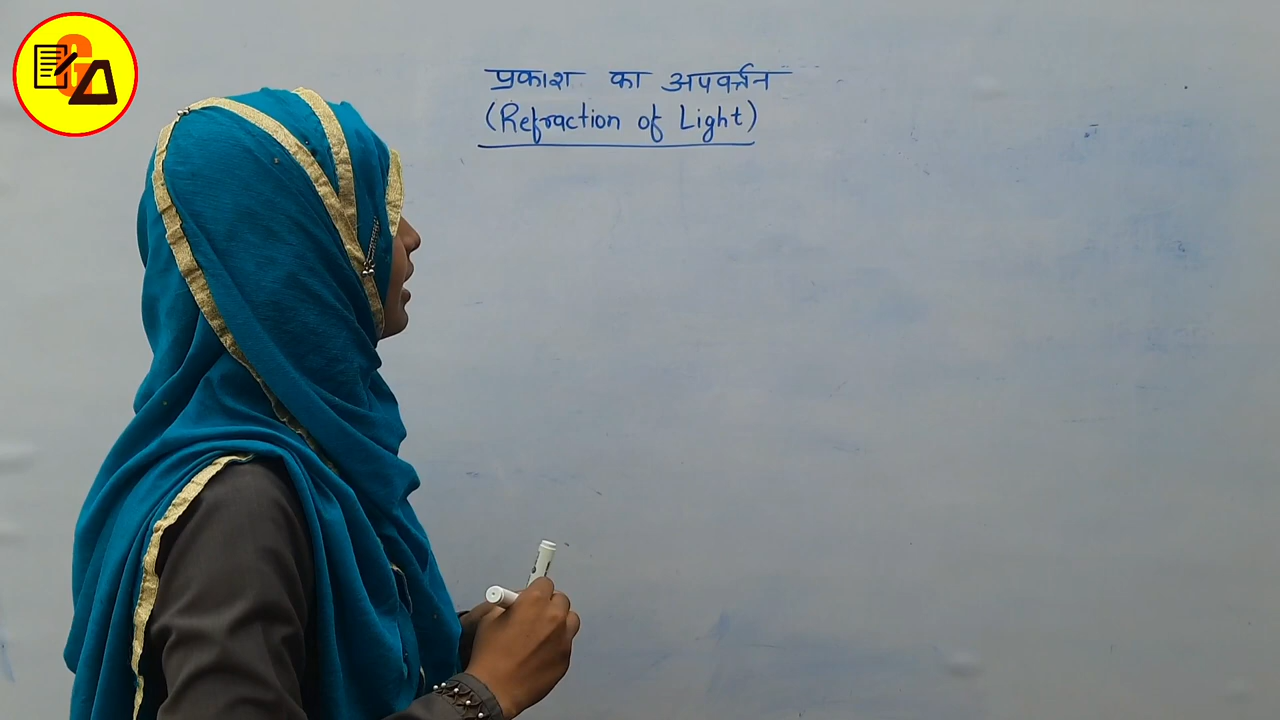 प्रकाश का अपवर्त्तन
(Refraction of Light)